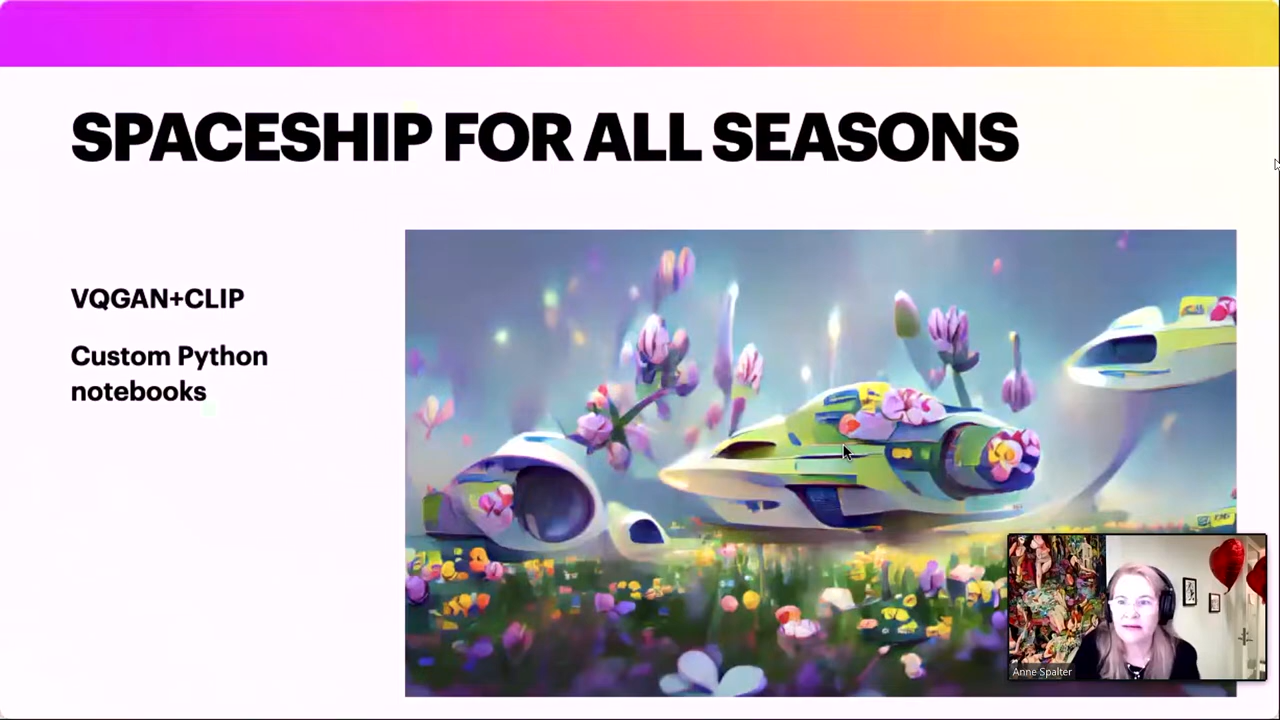 SPACESHIP FOR ALL SEASONS
VQGAN+CLIP
Custom Python
notebooks
Anne Spalter